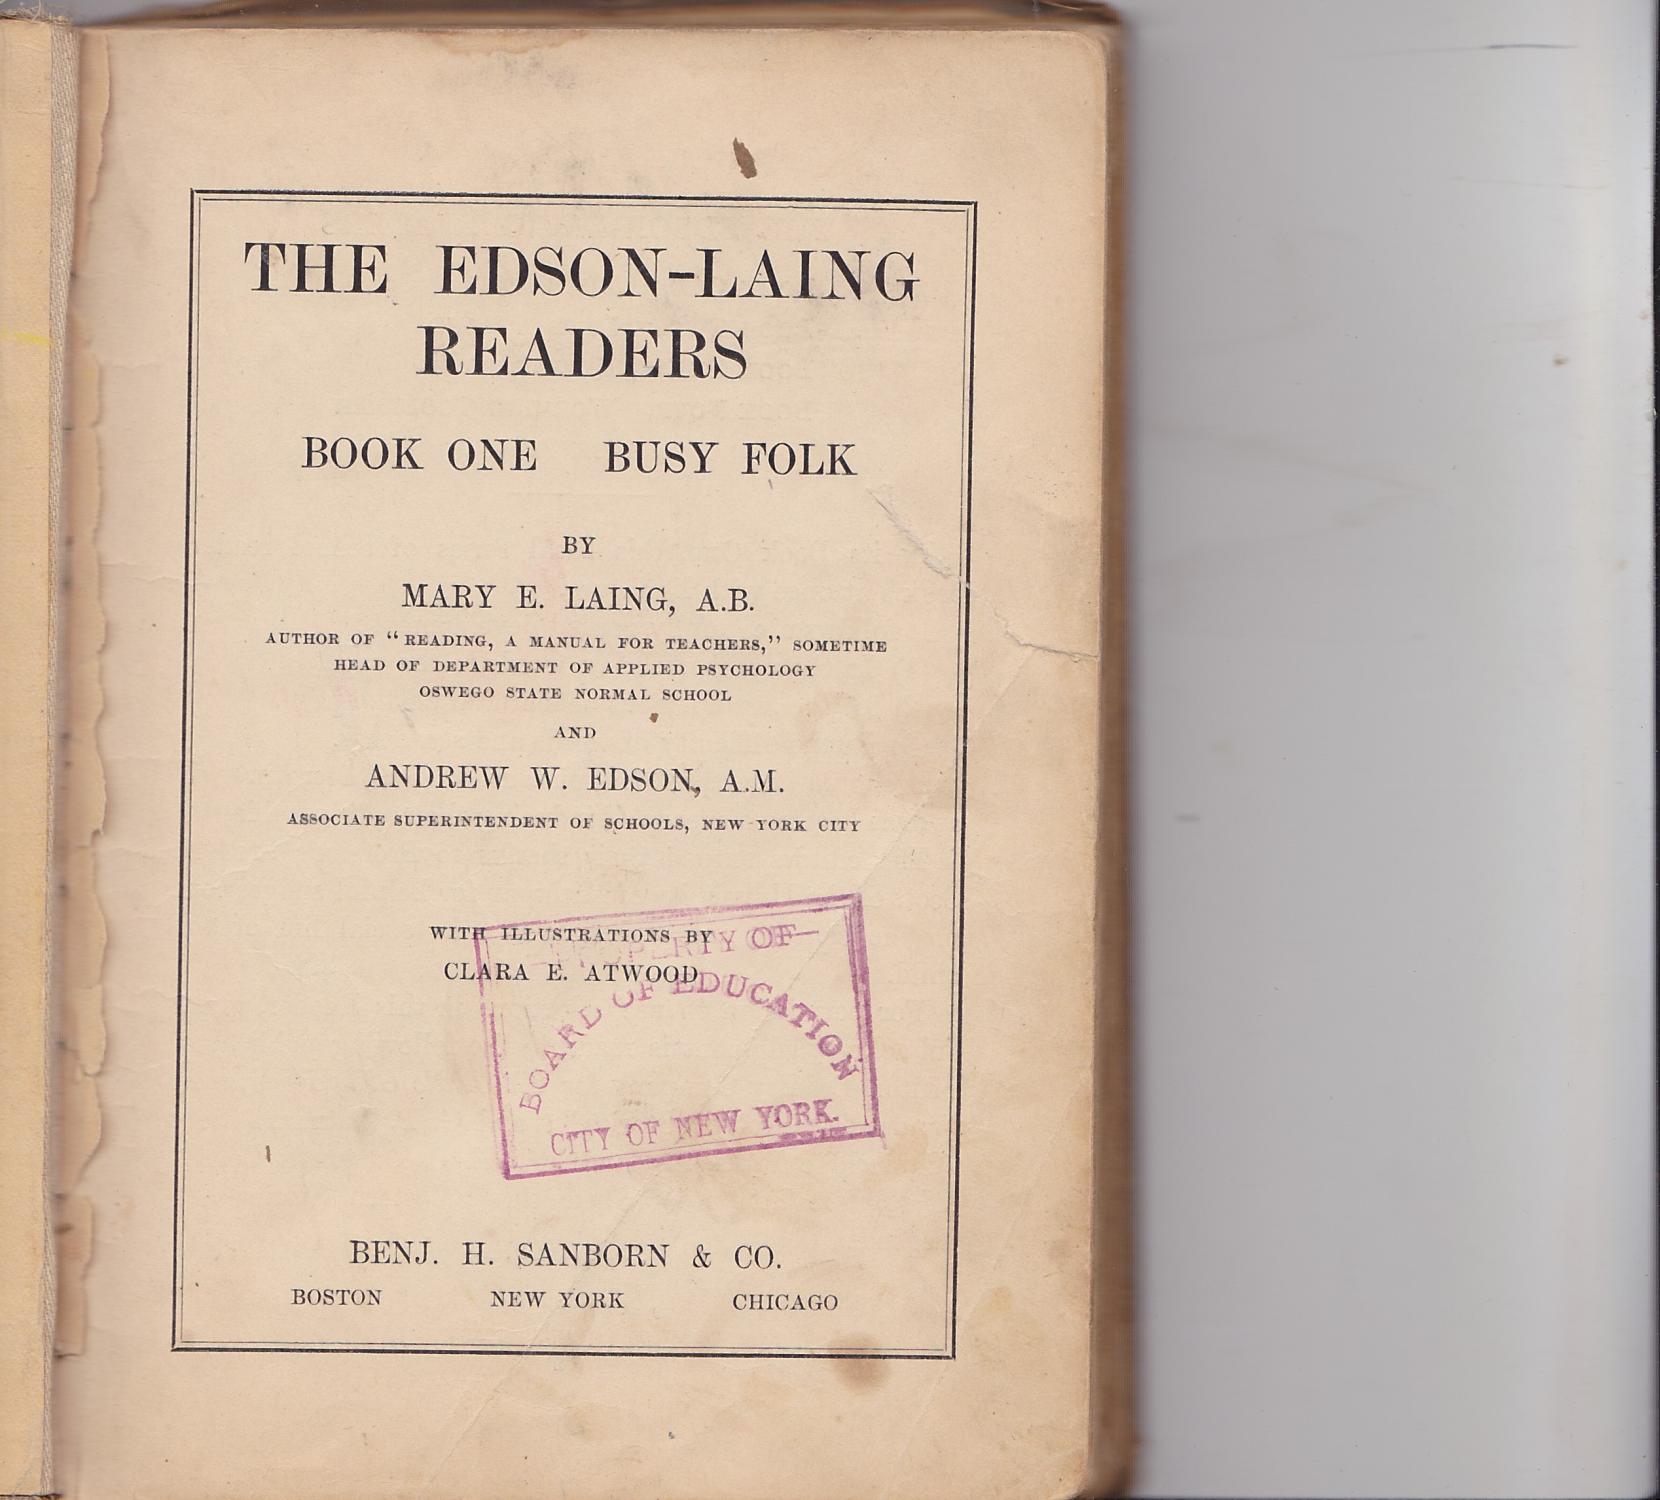 THE EDSON-LAING
READERS
BOOK ONE BUSY FOLK
BY
MARY E. LAING, A.B.
AUTHOR OF “READING, A MANUAL FOR TEACHERS,” SOMETIME
HEAD OF DEPARTMENT OF APPLIED PSYCHOLOGY
OSWEGO STATE NORMAL SCHOOL
AND
ANDREW W. EDSON, A.M.
ASSOCIATE SUPERINTENDENT OF SCHOOLS, NEW YORK CITY
WITH ILLUSTRATIONS BY
CLARA E. ATWOOD
PROPERTY OF
BOARD OF EDUCATION
CITY OF NEW YORK.
BENJ. H. SANBORN & CO.
BOSTON NEW YORK CHICAGO